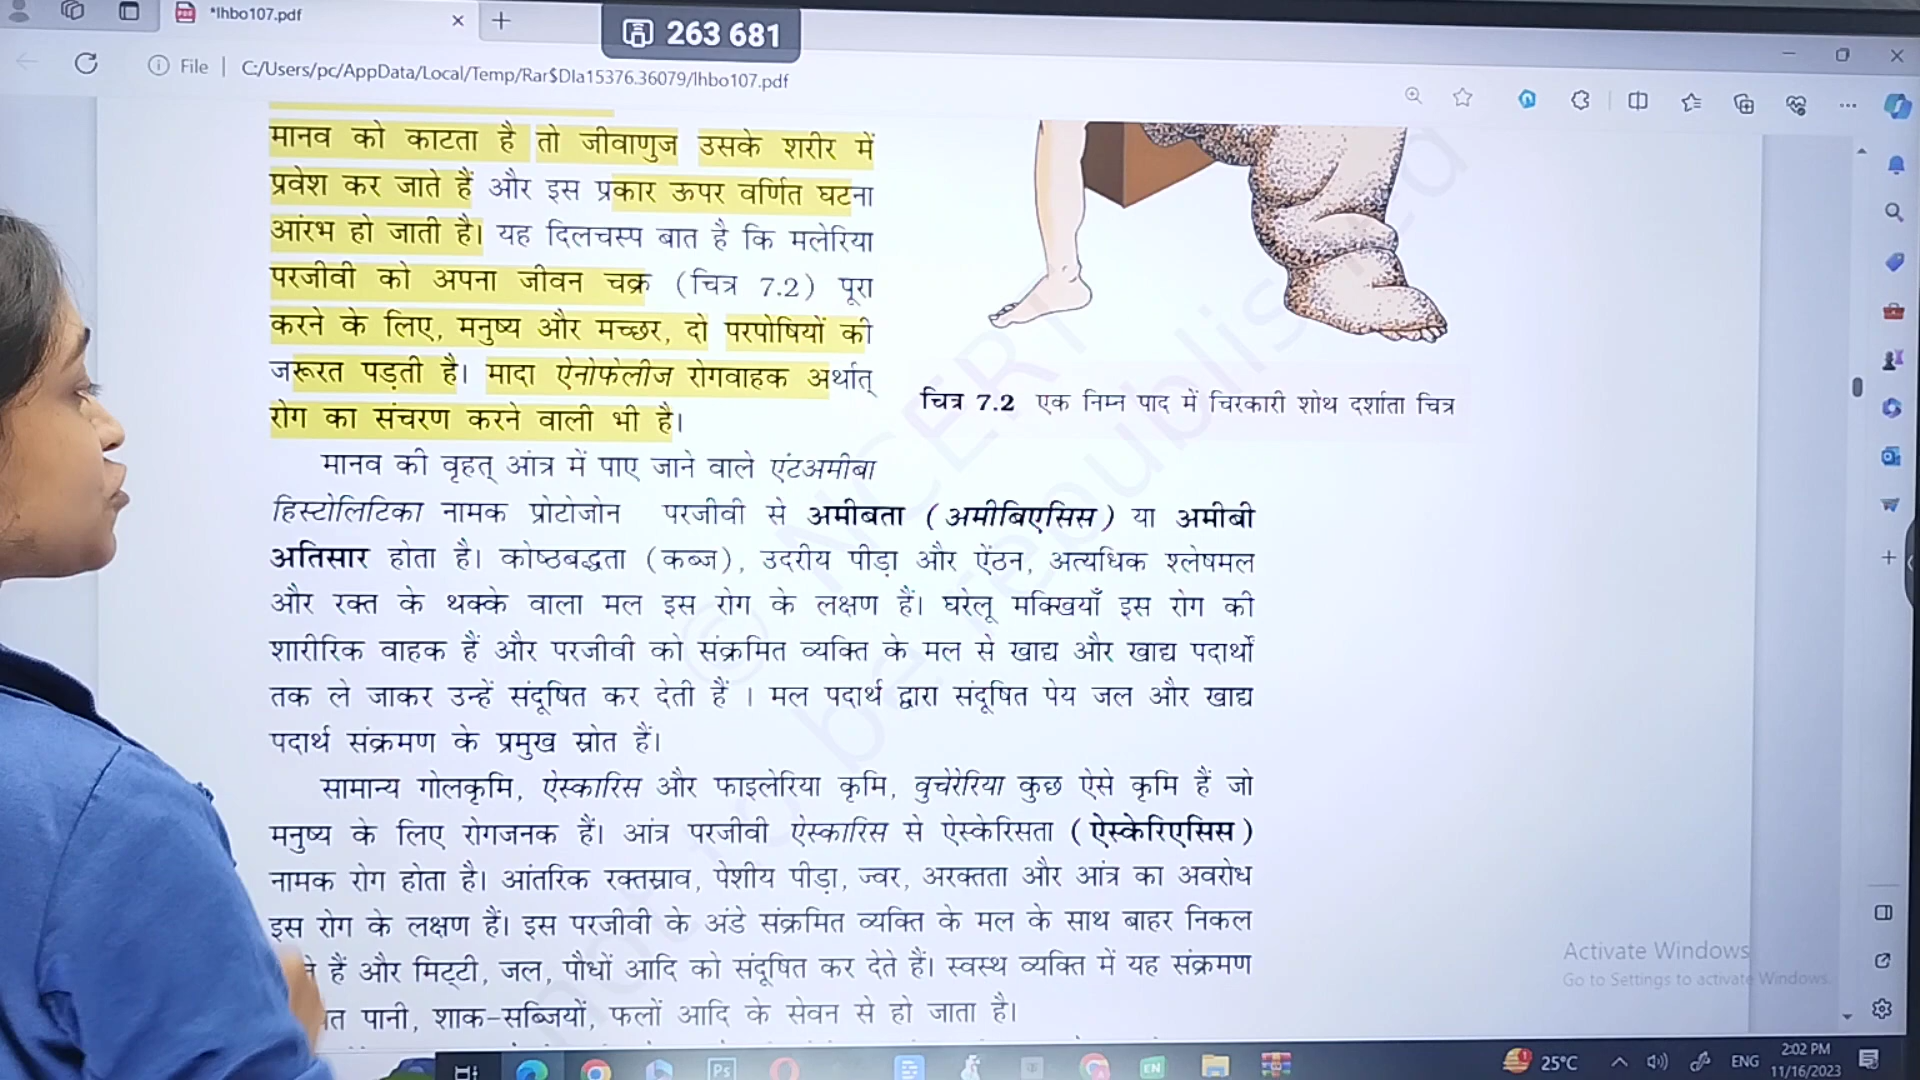 *lhbo107.pdf
263 681
File | C:/Users/pc/AppData/Local/Temp/Rar$DIa15376.36079/lhbo107.pdf
मानव को काटता है तो जीवाणुज उसके शरीर में
प्रवेश कर जाते हैं और इस प्रकार ऊपर वर्णित घटना
आंरभ हो जाती है। यह दिलचस्प बात है कि मलेरिया
परजीवी को अपना जीवन चक्र (चित्र 7.2) पूरा
करने के लिए, मनुष्य और मच्छर, दो परपोषियों की
जरूरत पड़ती है। मादा ऐनोफेलीज रोगवाहक अर्थात्
रोग का संचरण करने वाली भी है।
चित्र 7.2 एक निम्न पाद में चिरकारी शोथ दर्शाता चित्र
मानव की वृहत् आंत्र में पाए जाने वाले एंटअमीबा
हिस्टोलिटिका नामक प्रोटोजोन परजीवी से अमीबता (अमीबिएसिस) या अमीबी
अतिसार होता है। कोष्ठबद्धता (कब्ज), उदरीय पीड़ा और ऐंठन, अत्यधिक श्लेषमल
और रक्त के थक्के वाला मल इस रोग के लक्षण हैं। घरेलू मक्खियाँ इस रोग की
शारीरिक वाहक हैं और परजीवी को संक्रमित व्यक्ति के मल से खाद्य और खाद्य पदार्थों
तक ले जाकर उन्हें संदूषित कर देती हैं । मल पदार्थ द्वारा संदूषित पेय जल और खाद्य
पदार्थ संक्रमण के प्रमुख स्रोत हैं।
सामान्य गोलकृमि, ऐस्कारिस और फाइलेरिया कृमि, वुचेरेरिया कुछ ऐसे कृमि हैं जो
मनुष्य के लिए रोगजनक हैं। आंत्र परजीवी ऐस्कारिस से ऐस्केरिसता (ऐस्केरिएसिस)
नामक रोग होता है। आंतरिक रक्तस्राव, पेशीय पीड़ा, ज्वर, अरक्तता और आंत्र का अवरोध
इस रोग के लक्षण हैं। इस परजीवी के अंडे संक्रमित व्यक्ति के मल के साथ बाहर निकल
हैं और मिट्टी, जल, पौधों आदि को संदूषित कर देते हैं। स्वस्थ व्यक्ति में यह संक्रमण
पानी, शाक-सब्जियों, फलों आदि के सेवन से हो जाता है।
© NCERT
not to be republished
Activate Windows
Go to Settings to activate Windows.
25°C
ENG
2:02 PM
11/16/2023